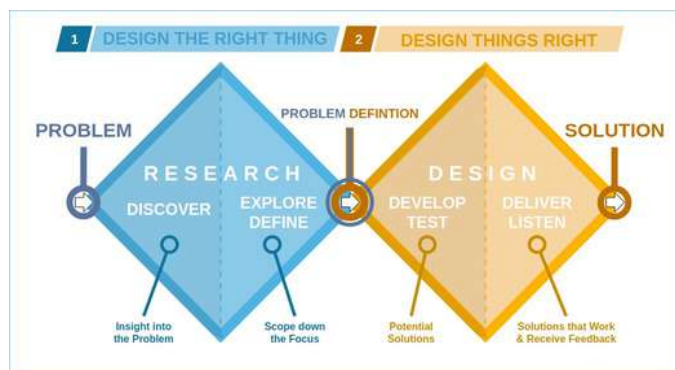 1 DESIGN THE RIGHT THING
2 DESIGN THINGS RIGHT
PROBLEM
PROBLEM DEFINTION
SOLUTION
RESEARCH
DESIGN
DISCOVER
EXPLORE
DEFINE
DEVELOP
TEST
DELIVER
LISTEN
Insight into
the Problem
Scope down
the Focus
Potential
Solutions
Solutions that Work
& Receive Feedback